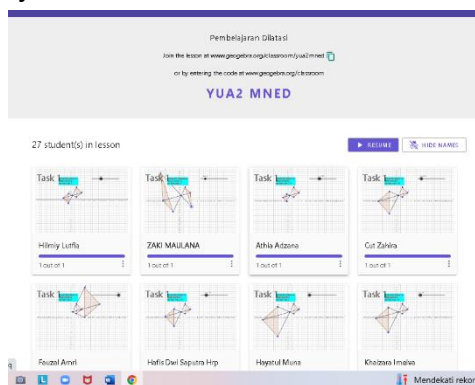 Pembelajaran Dilatasi
Join the lesson at www.geogebra.org/classroom/yua2mned
or by entering the code at www.geogebra.org/classroom
YUA2 MNED
27 student(s) in lesson
RESUME
HIDE NAMES
Task 1
Task 1
Task 1
Task 1
Hilmiy Lutfia
ZAKI MAULANA
Athia Adzana
Cut Zahira
1 out of 1
1 out of 1
1 out of 1
1 out of 1
Task 1
Task 1
Task 1
Task 1
Fauzal Amri
Hafis Dwi Saputra Hrp
Hayatul Muna
Khaizara Imalva
Mendekati rekor